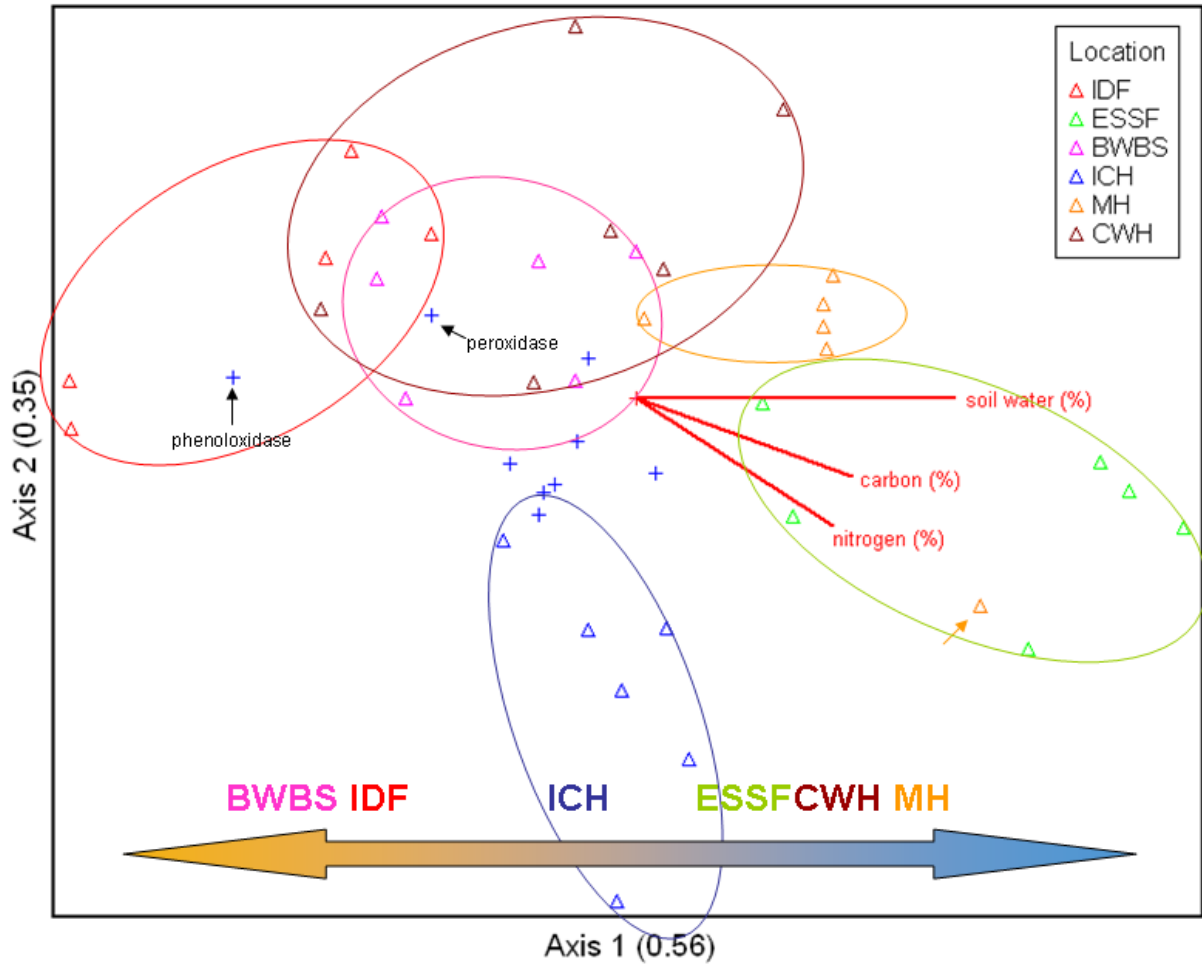 Location
IDF
ESSF
BWBS
ICH
MH
CWH
peroxidase
phenoloxidase
soil water (%)
carbon (%)
nitrogen (%)
Axis 2 (0.35)
BWBS IDF ICH ESSF CWH MH
Axis 1 (0.56)